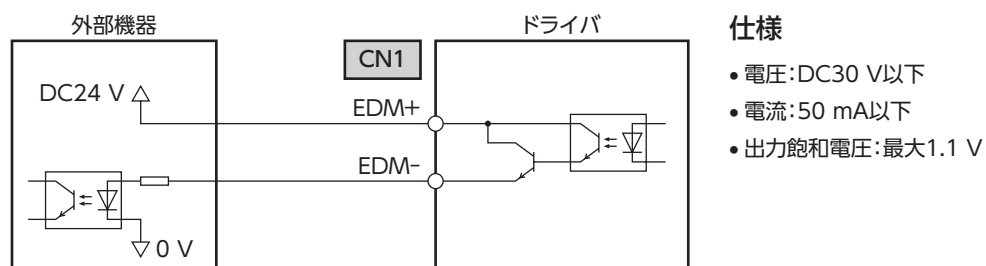 外部機器
ドライバ
CN1
DC24 V
EDM+
EDM-
0 V
仕様
• 電圧:DC30 V以下
• 電流:50 mA以下
• 出力飽和電圧:最大1.1 V